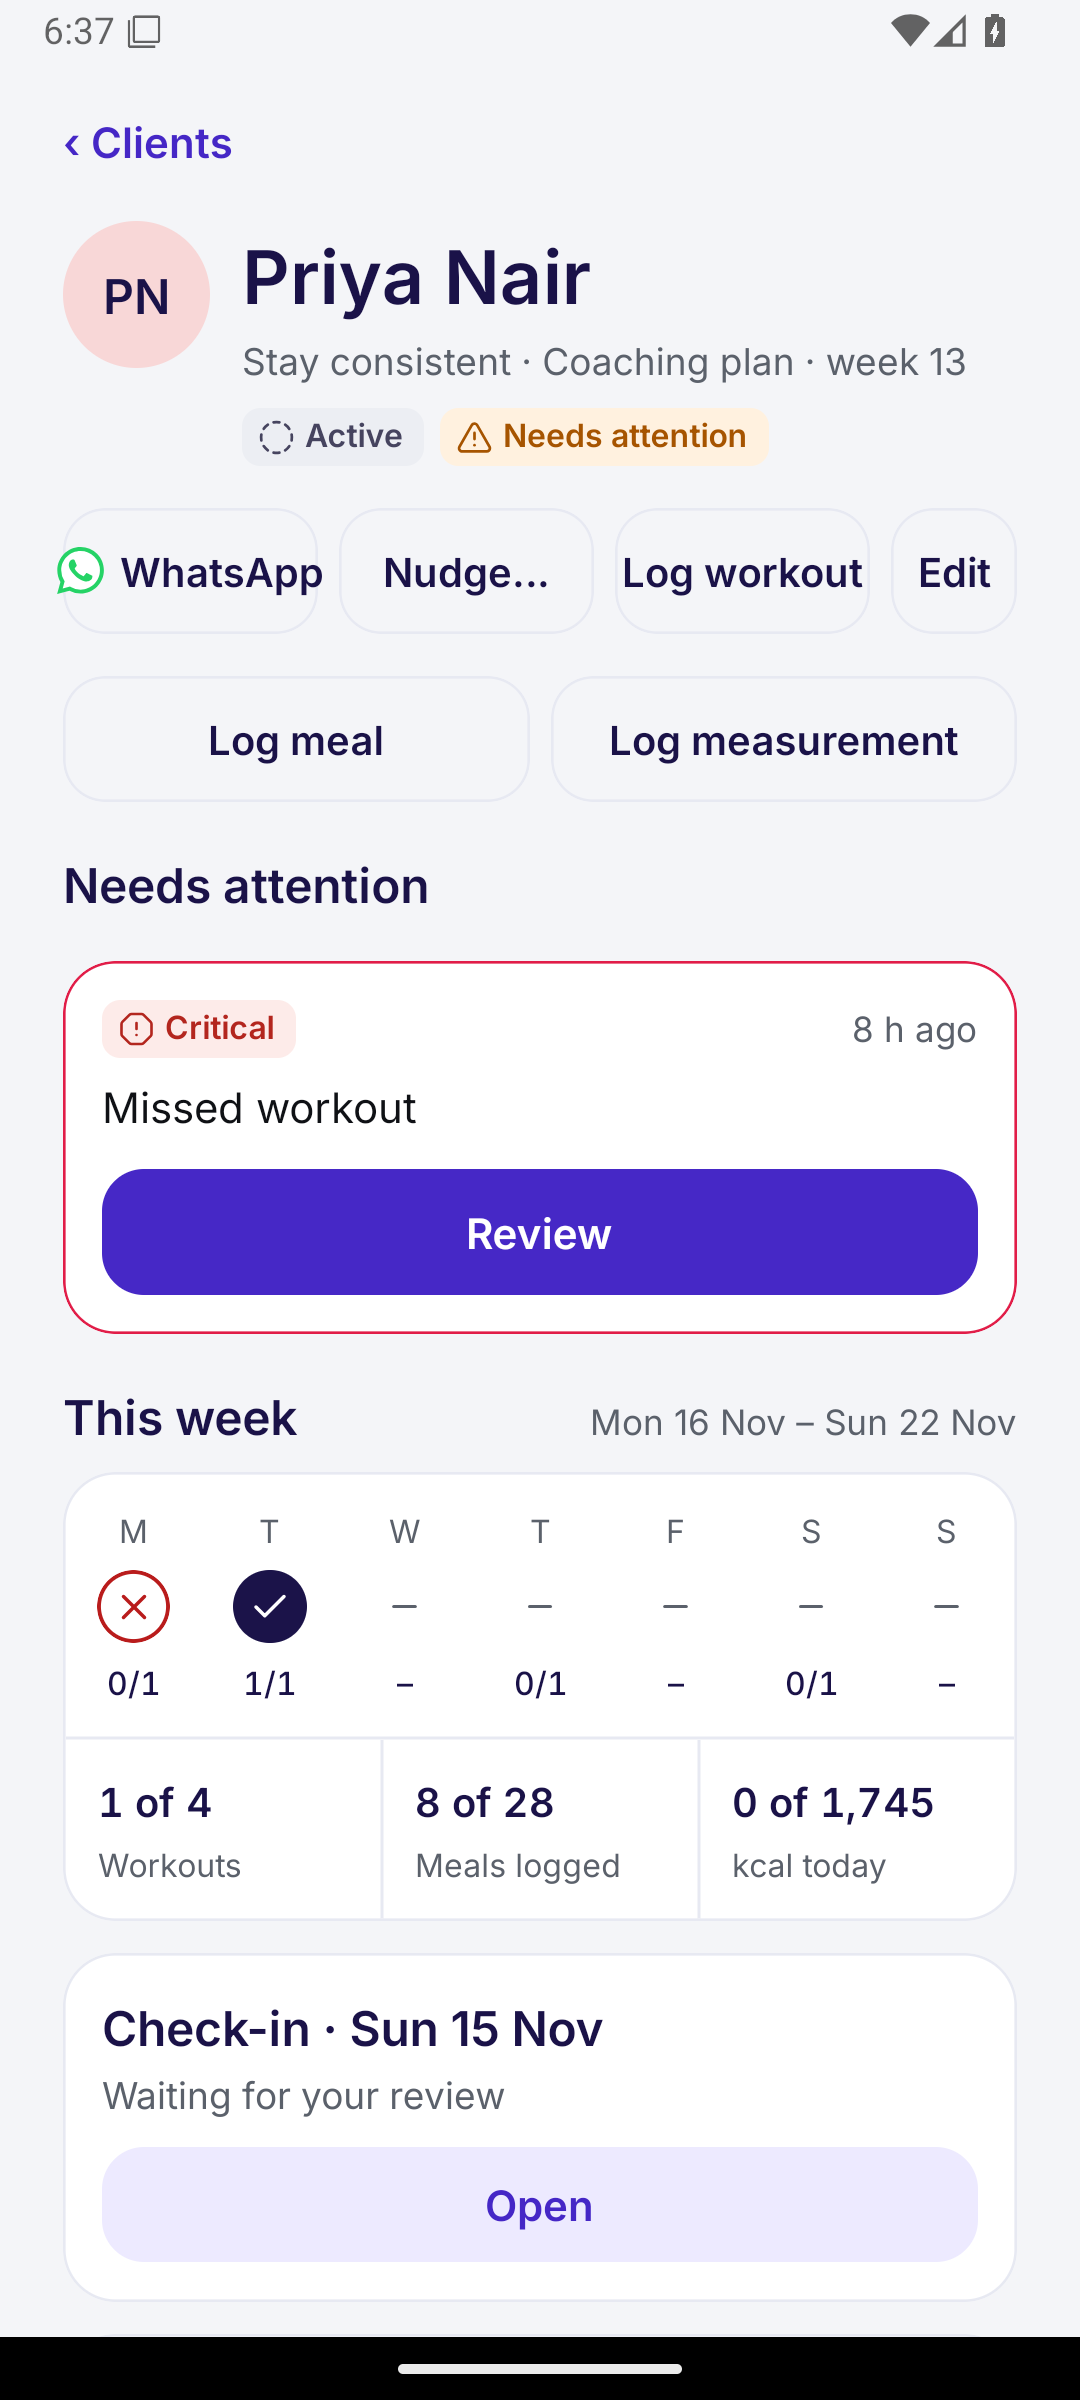 6:37
‹ Clients
PN
Priya Nair
Stay consistent · Coaching plan · week 13
Active
Needs attention
WhatsApp
Nudge...
Log workout
Edit
Log meal
Log measurement
Needs attention
Critical
8 h ago
Missed workout
Review
This week
Mon 16 Nov – Sun 22 Nov
M T W T F S S
– – – – –
0/1 1/1 – 0/1 – 0/1 –
1 of 4
Workouts
8 of 28
Meals logged
0 of 1,745
kcal today
Check-in · Sun 15 Nov
Waiting for your review
Open